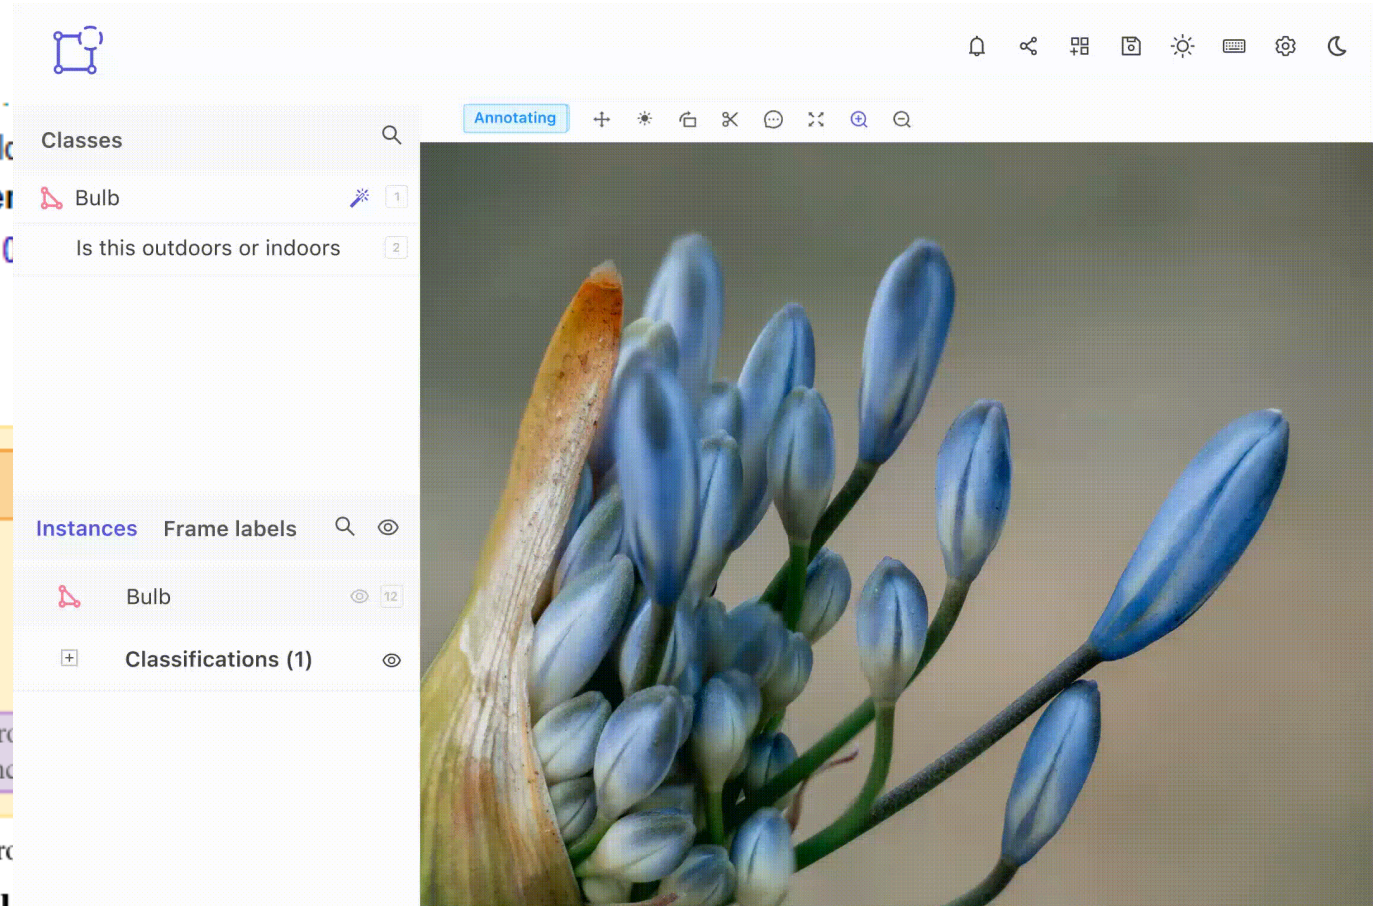 Annotating
Classes
Bulb 1
Is this outdoors or indoors 2
Instances Frame labels
Bulb 12
Classifications (1)